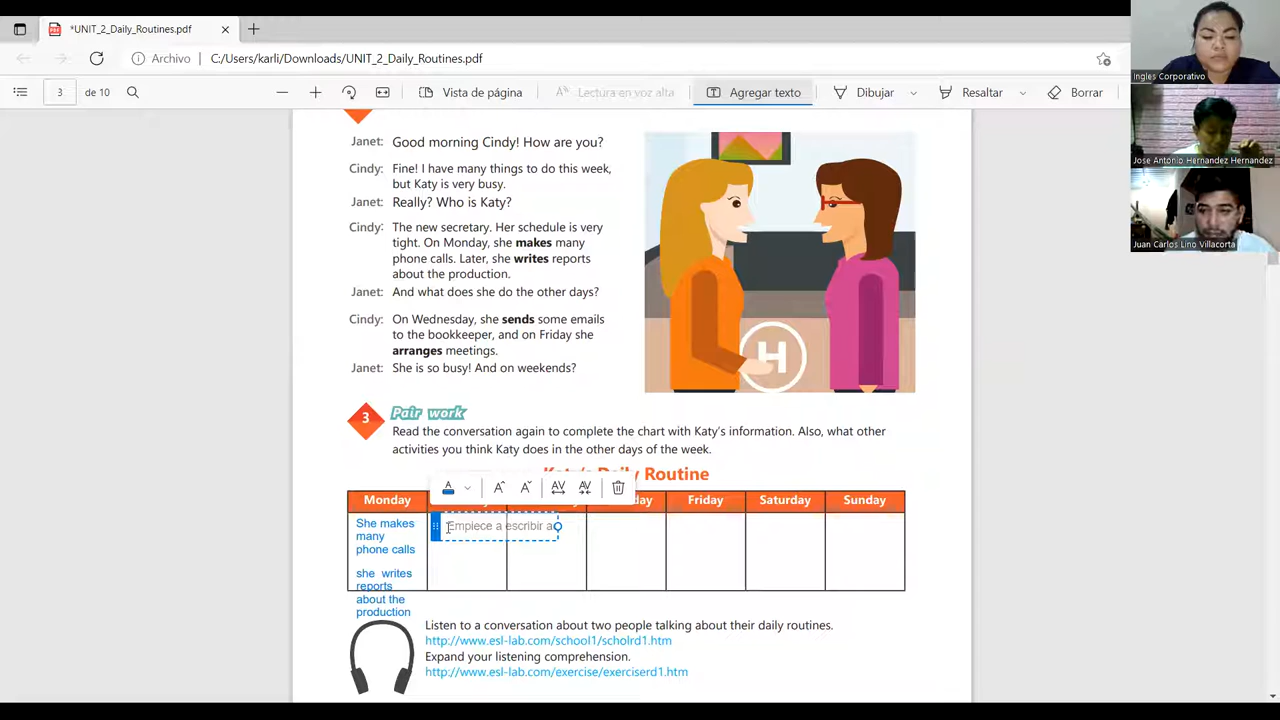 *UNIT_2_Daily_Routines.pdf
Archivo
C:/Users/karli/Downloads/UNIT_2_Daily_Routines.pdf
3
de 10
Vista de página
Lectura en voz alta
Agregar texto
Dibujar
Resaltar
Borrar
Ingles Corporativo
Jose Antonio Hernandez Hernandez
Juan Carlos Lino Villacorta
Janet: Good morning Cindy! How are you?
Cindy: Fine! I have many things to do this week,
but Katy is very busy.
Janet: Really? Who is Katy?
Cindy: The new secretary. Her schedule is very
tight. On Monday, she makes many
phone calls. Later, she writes reports
about the production.
Janet: And what does she do the other days?
Cindy: On Wednesday, she sends some emails
to the bookkeeper, and on Friday she
arranges meetings.
Janet: She is so busy! And on weekends?
H
3
Pair work
Read the conversation again to complete the chart with Katy's information. Also, what other
activities you think Katy does in the other days of the week.
Routine
Monday
Friday
Saturday
Sunday
She makes
many
phone calls
she writes
reports
about the
production
Empiece a escribir a
Listen to a conversation about two people talking about their daily routines.
http://www.esl-lab.com/school1/scholrd1.htm
Expand your listening comprehension.
http://www.esl-lab.com/exercise/exerciserd1.htm